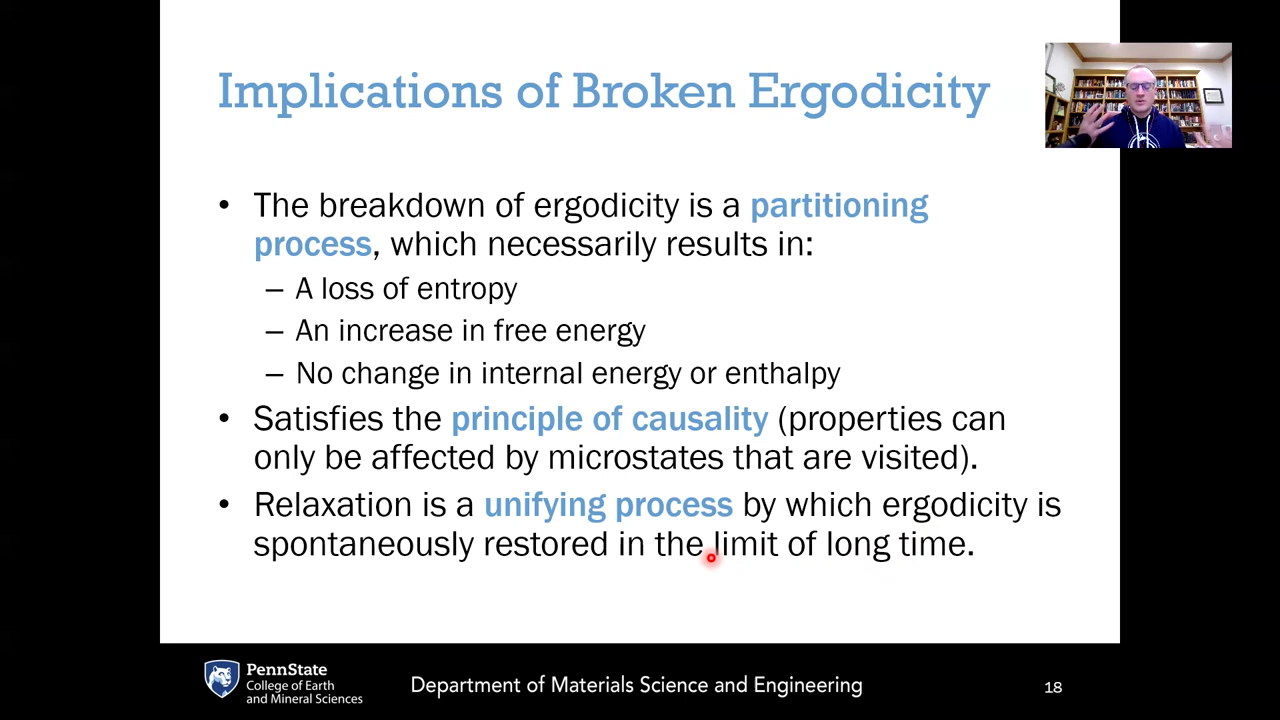 Implications of Broken Ergodicity
• The breakdown of ergodicity is a partitioning
process, which necessarily results in:
– A loss of entropy
– An increase in free energy
– No change in internal energy or enthalpy
• Satisfies the principle of causality (properties can
only be affected by microstates that are visited).
• Relaxation is a unifying process by which ergodicity is
spontaneously restored in the limit of long time.
PennState
College of Earth
and Mineral Sciences
Department of Materials Science and Engineering
18